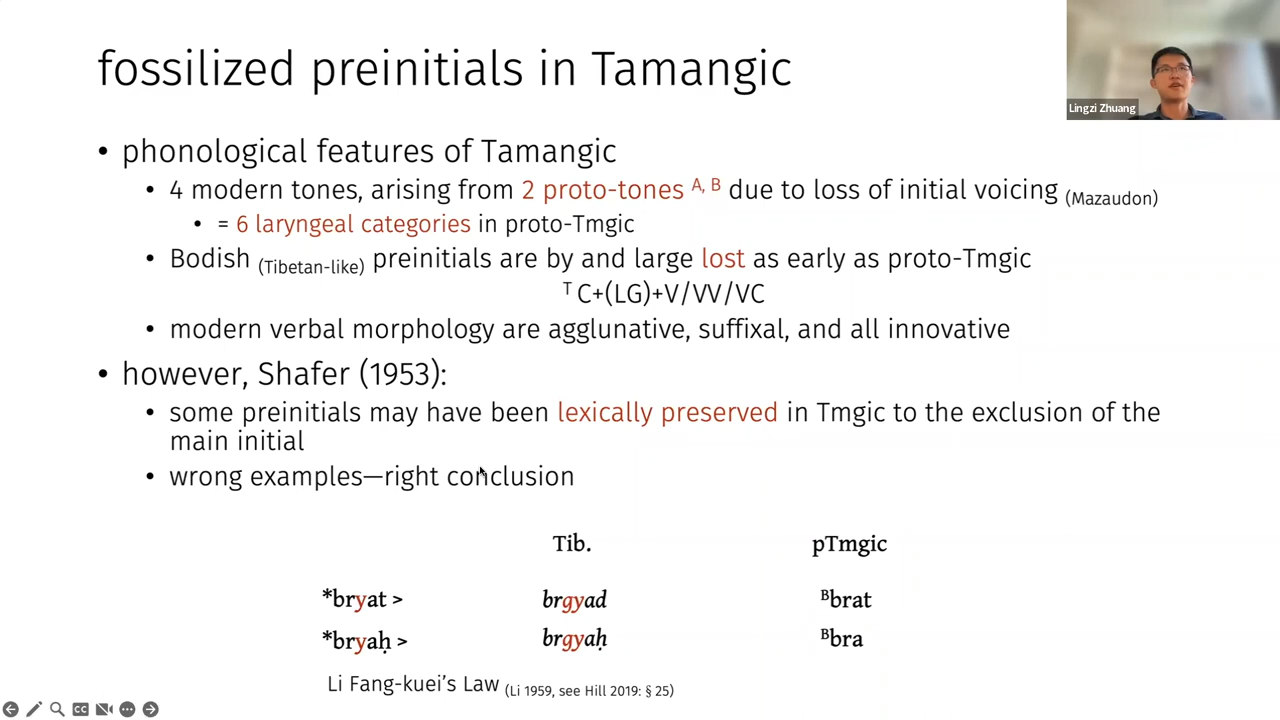 fossilized preinitials in Tamangic
Lingzi Zhuang
• phonological features of Tamangic
• 4 modern tones, arising from 2 proto-tones A, B due to loss of initial voicing (Mazaudon)
• = 6 laryngeal categories in proto-Tmgic
• Bodish (Tibetan-like) preinitials are by and large lost as early as proto-Tmgic
T C+(LG)+V/VV/VC
• modern verbal morphology are agglunative, suffixal, and all innovative
• however, Shafer (1953):
• some preinitials may have been lexically preserved in Tmgic to the exclusion of the
main initial
• wrong examples—right conclusion
Tib. pTmgic
*bryat > brgyad Bbrat
*bryaḥ > brgyaḥ Bbra
Li Fang-kuei's Law (Li 1959, see Hill 2019: § 25)
CC